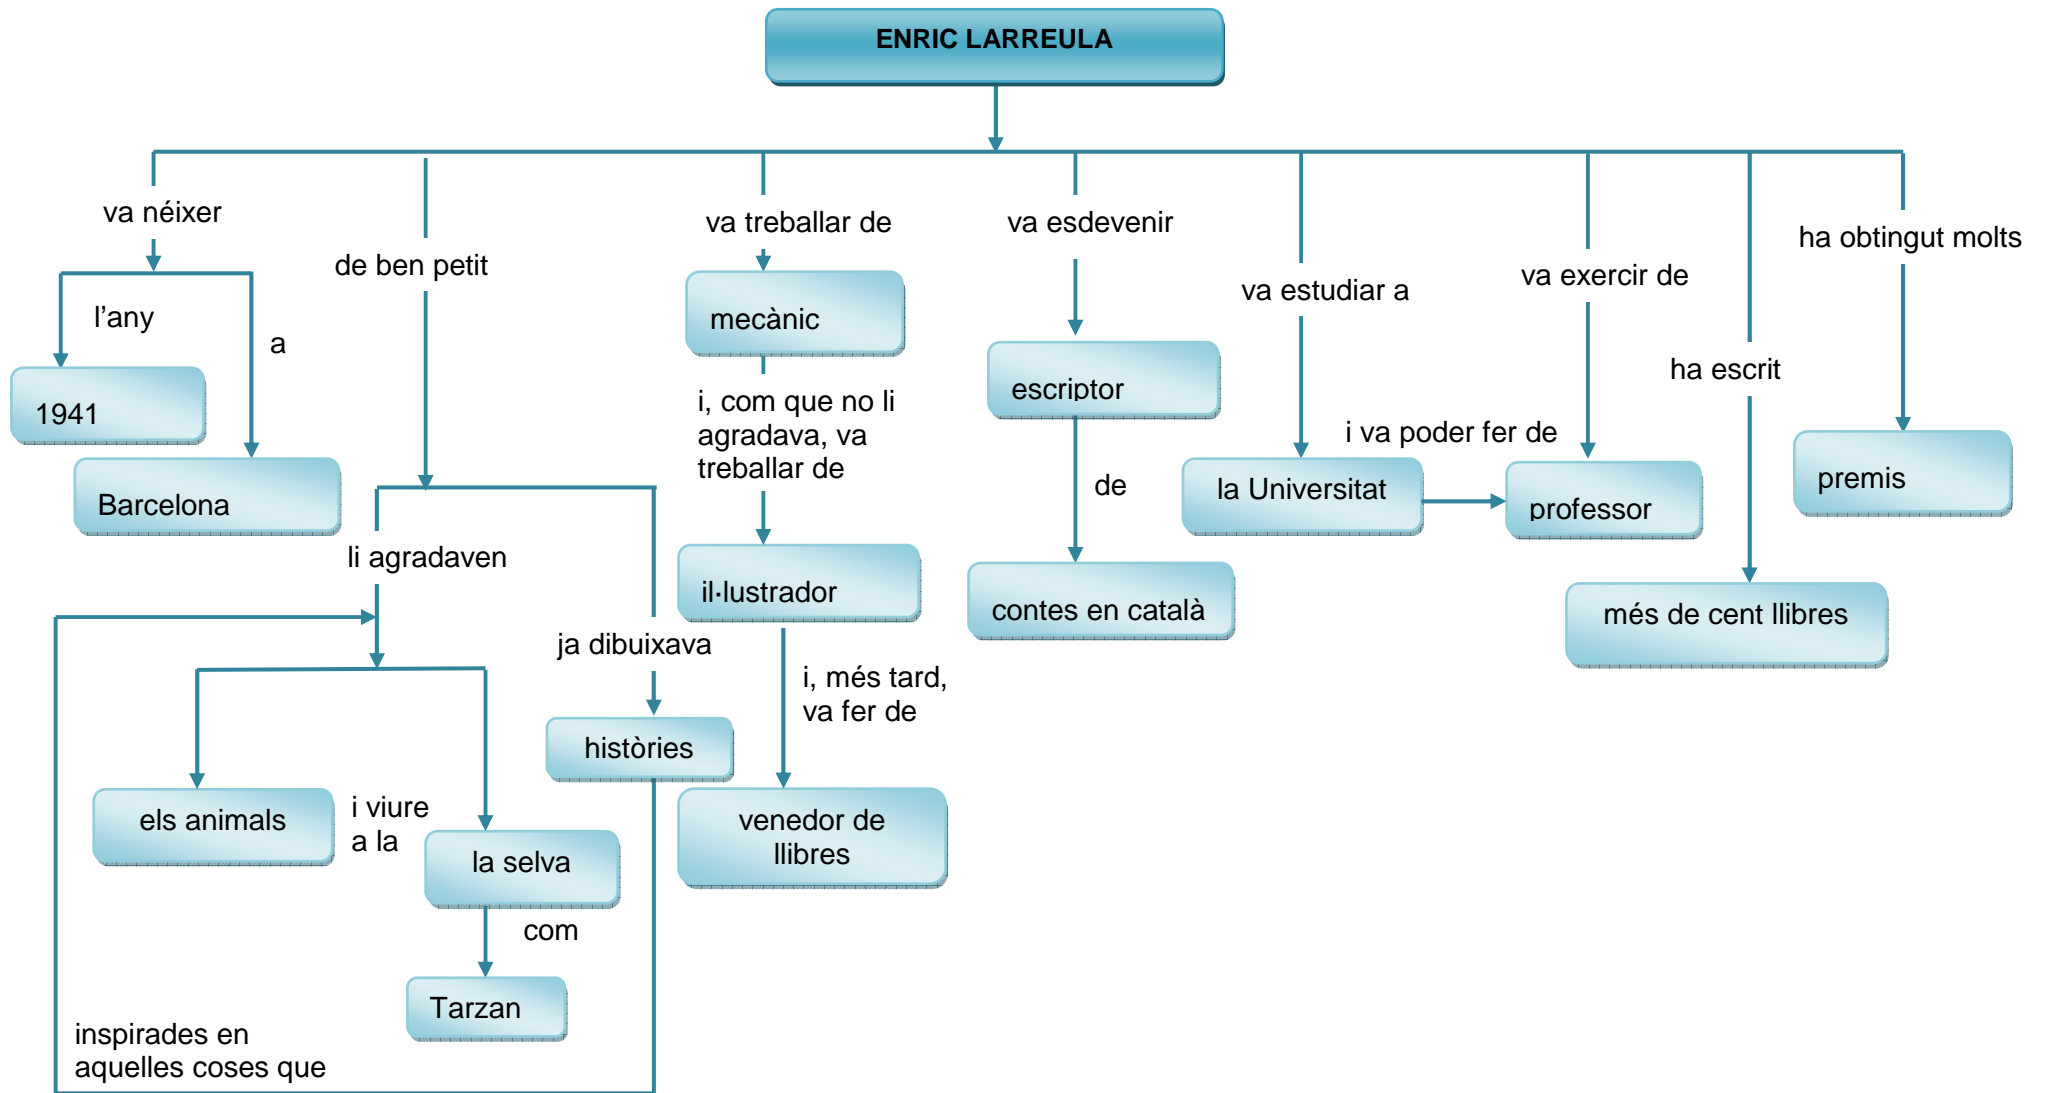 ENRIC LARREULA
va néixer
l'any
a
1941
Barcelona
de ben petit
li agradaven
els animals
i viure
a la
la selva
com
Tarzan
ja dibuixava
històries
inspirades en
aquelles coses que
va treballar de
mecànic
i, com que no li
agradava, va
treballar de
il·lustrador
i, més tard,
va fer de
venedor de
llibres
va esdevenir
escriptor
de
contes en català
va estudiar a
la Universitat
i va poder fer de
va exercir de
professor
ha escrit
més de cent llibres
ha obtingut molts
premis